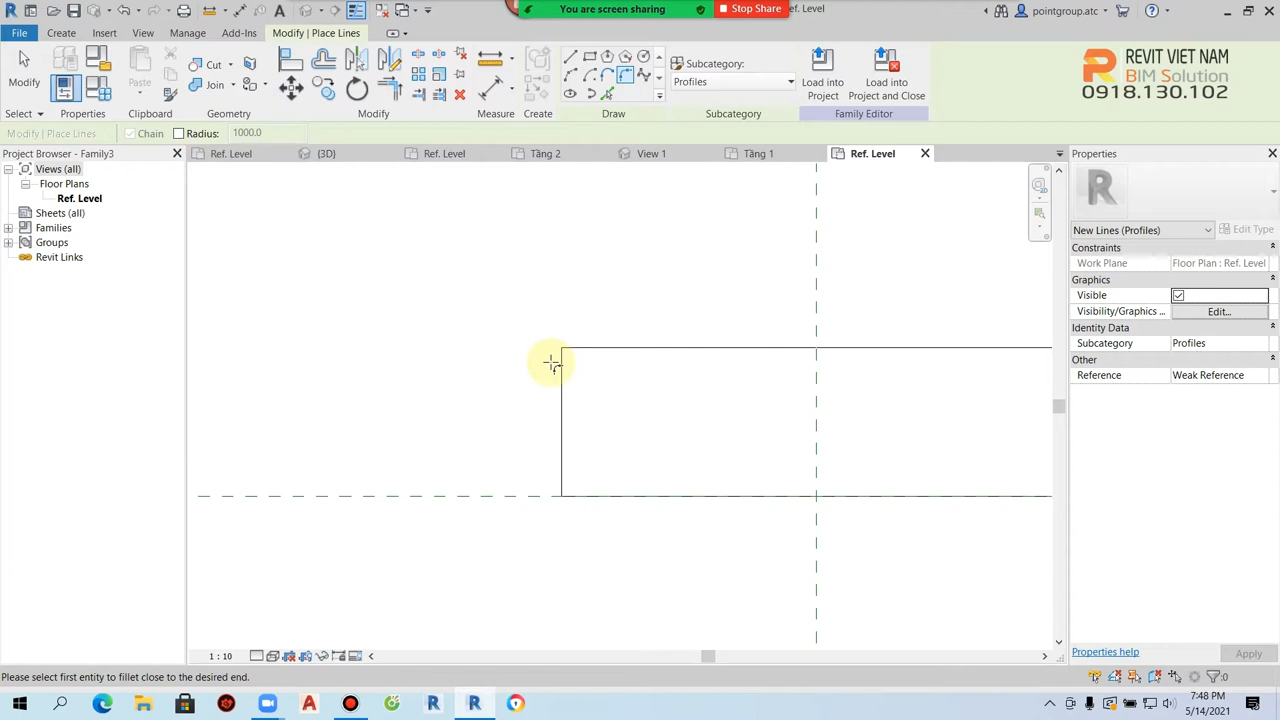 You are screen sharing
Stop Share
Ref. Level
pointgroup.atc
File
Create
Insert
View
Manage
Add-Ins
Modify | Place Lines
REVIT VIET NAM
BIM Solution
0918.130.102
Modify
Paste
Cut
Join
Subcategory:
Profiles
Load into
Project
Load into
Project and Close
Select
Properties
Clipboard
Geometry
Modify
Measure
Create
Draw
Subcategory
Family Editor
Modify | Place Lines
Chain
Radius:
1000.0
Project Browser - Family3
Ref. Level
(3D)
Ref. Level
Tầng 2
View 1
Tầng 1
Ref. Level
Properties
Views (all)
Floor Plans
Ref. Level
Sheets (all)
Families
Groups
Revit Links
New Lines (Profiles)
Edit Type
Constraints
Work Plane
Floor Plan : Ref. Level
Graphics
Visible
Visibility/Graphics ...
Edit...
Identity Data
Subcategory
Profiles
Other
Reference
Weak Reference
Properties help
Apply
1 : 10
Please select first entity to fillet close to the desired end.
:0
7:48 PM
5/14/2021